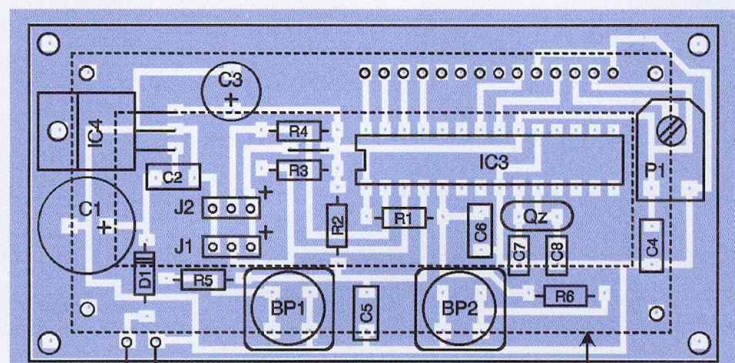 C3
+
IC4
R4
IC3
P1
C2
R3
C1
+
J2
+
R2
R1
C6
Qz
C4
J1
+
C7
C8
D1
R5
BP1
C5
BP2
R6